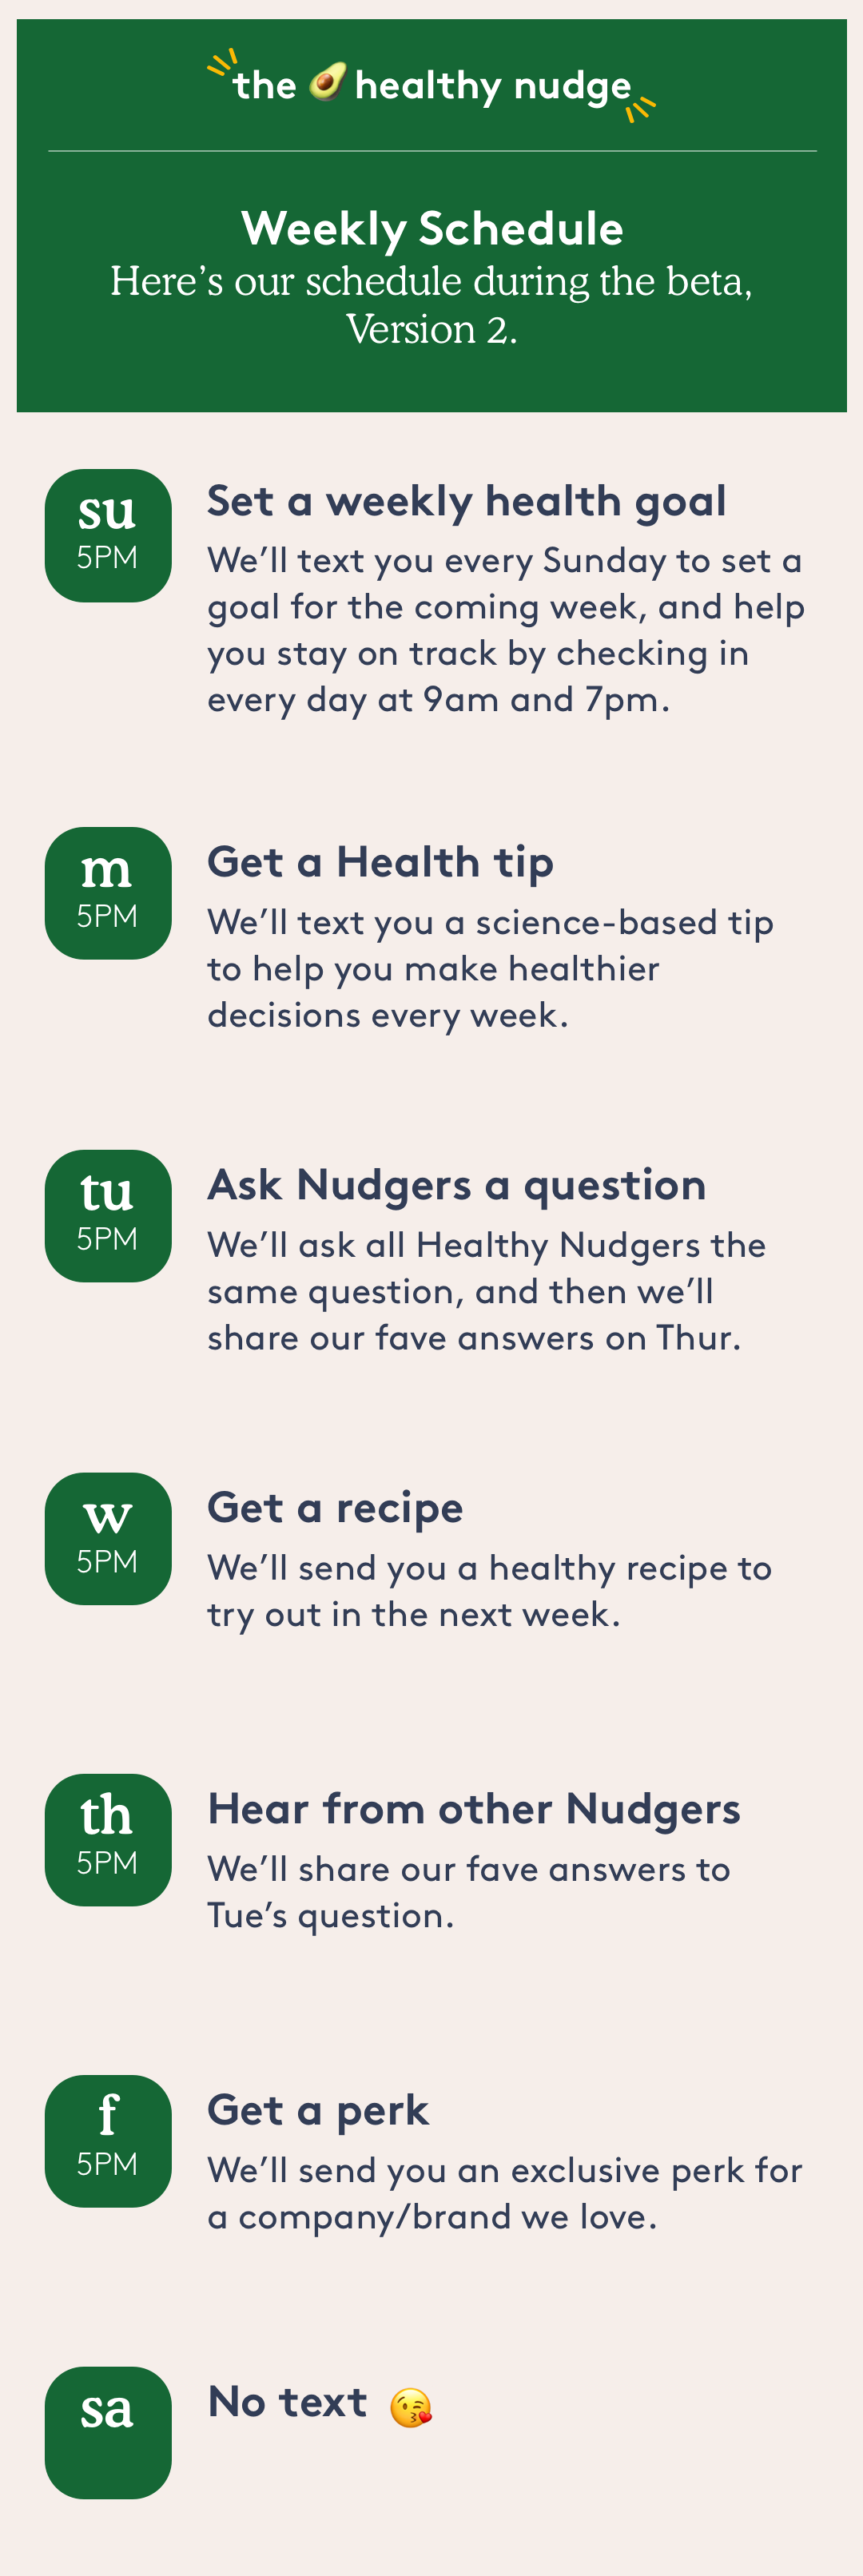 the healthy nudge
Weekly Schedule
Here’s our schedule during the beta,
Version 2.
su
5PM
Set a weekly health goal
We’ll text you every Sunday to set a
goal for the coming week, and help
you stay on track by checking in
every day at 9am and 7pm.
m
5PM
Get a Health tip
We’ll text you a science-based tip
to help you make healthier
decisions every week.
tu
5PM
Ask Nudgers a question
We’ll ask all Healthy Nudgers the
same question, and then we’ll
share our fave answers on Thur.
w
5PM
Get a recipe
We’ll send you a healthy recipe to
try out in the next week.
th
5PM
Hear from other Nudgers
We’ll share our fave answers to
Tue’s question.
f
5PM
Get a perk
We’ll send you an exclusive perk for
a company/brand we love.
sa
No text 😘